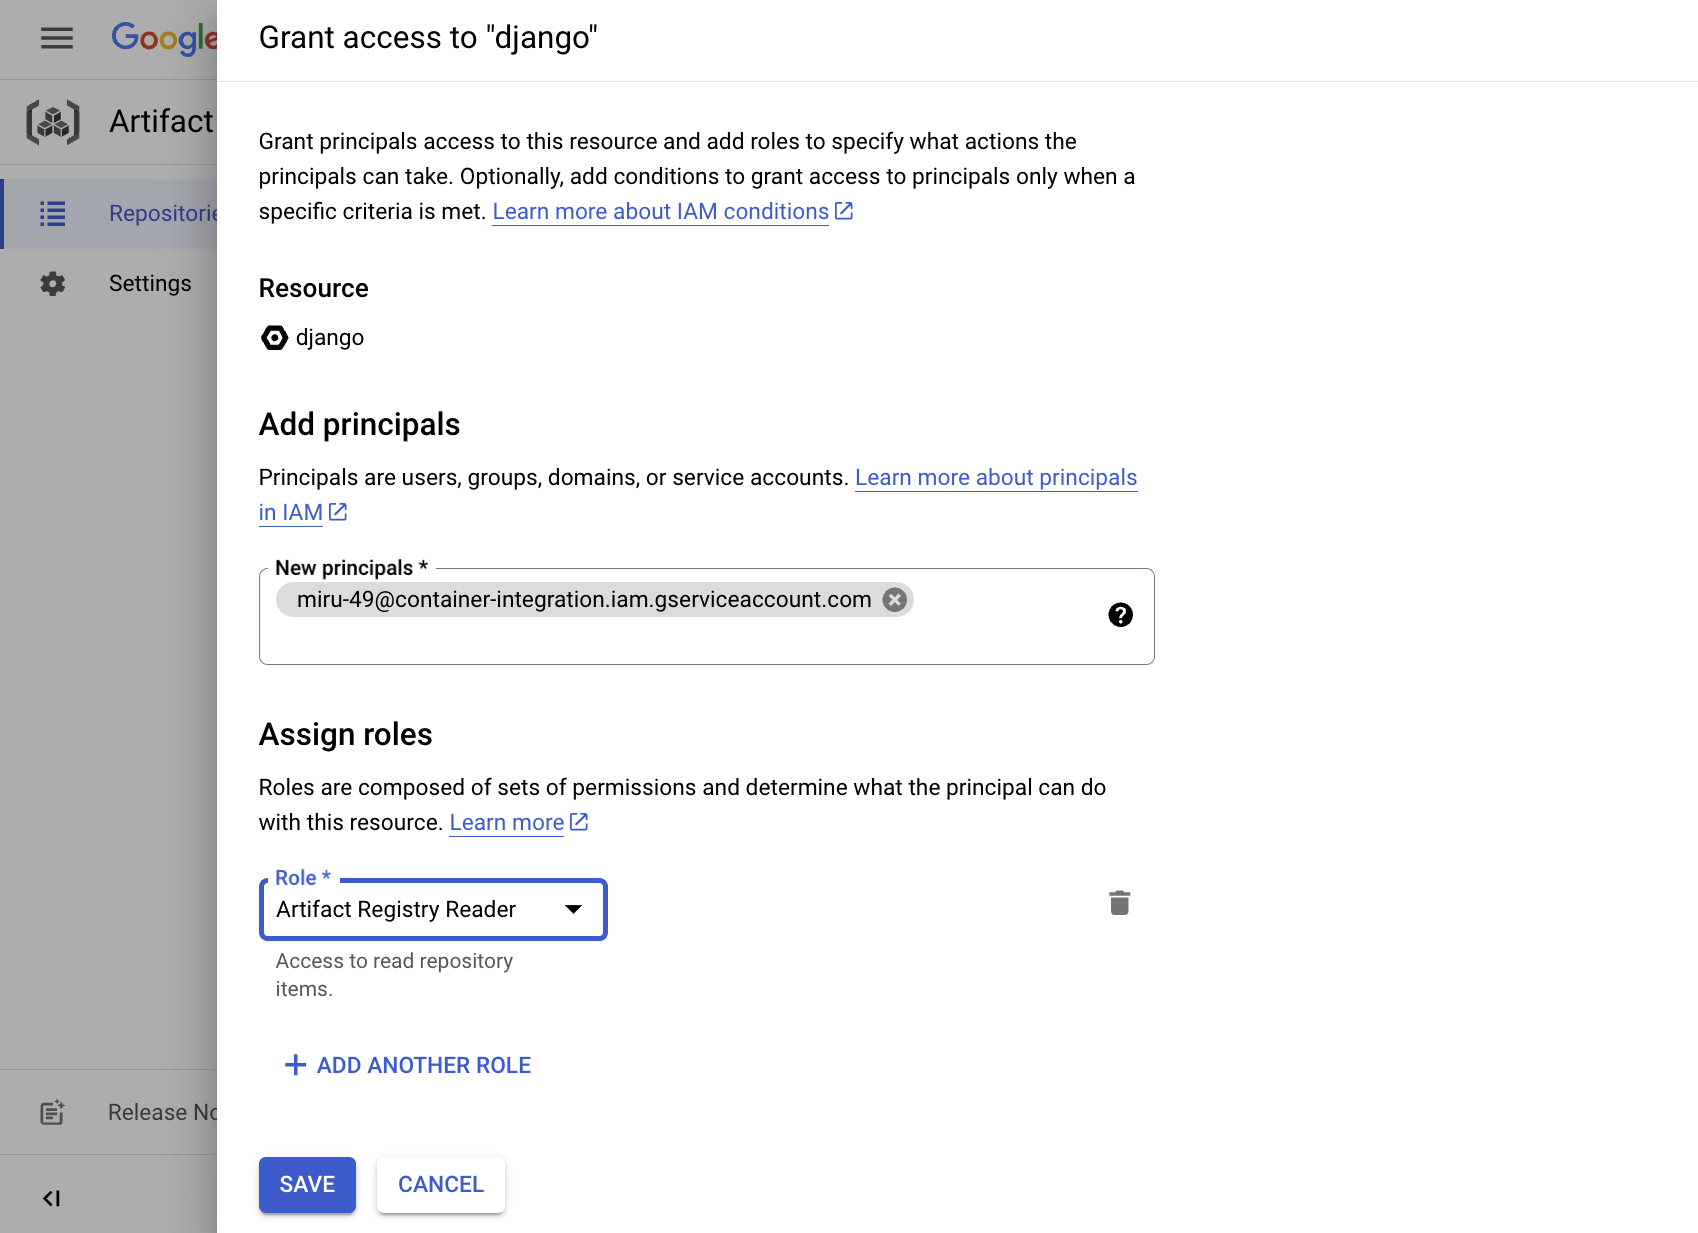 Google
Artifact
Repositorie
Settings
Release No
Grant access to "django"
Grant principals access to this resource and add roles to specify what actions the
principals can take. Optionally, add conditions to grant access to principals only when a
specific criteria is met. Learn more about IAM conditions
Resource
django
Add principals
Principals are users, groups, domains, or service accounts. Learn more about principals
in IAM
New principals *
miru-49@container-integration.iam.gserviceaccount.com
Assign roles
Roles are composed of sets of permissions and determine what the principal can do
with this resource. Learn more
Role *
Artifact Registry Reader
Access to read repository
items.
ADD ANOTHER ROLE
SAVE CANCEL